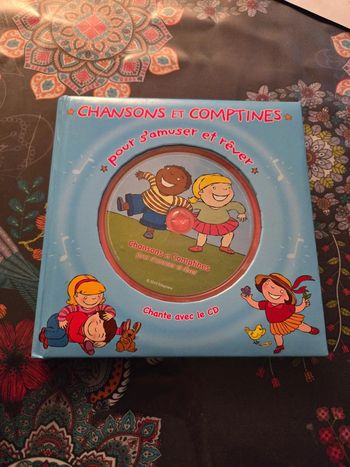 CHANSONS ET COMPTINES
pour s'amuser et rêver
Chansons et comptines
pour s'amuser et rêver
Chante avec le CD